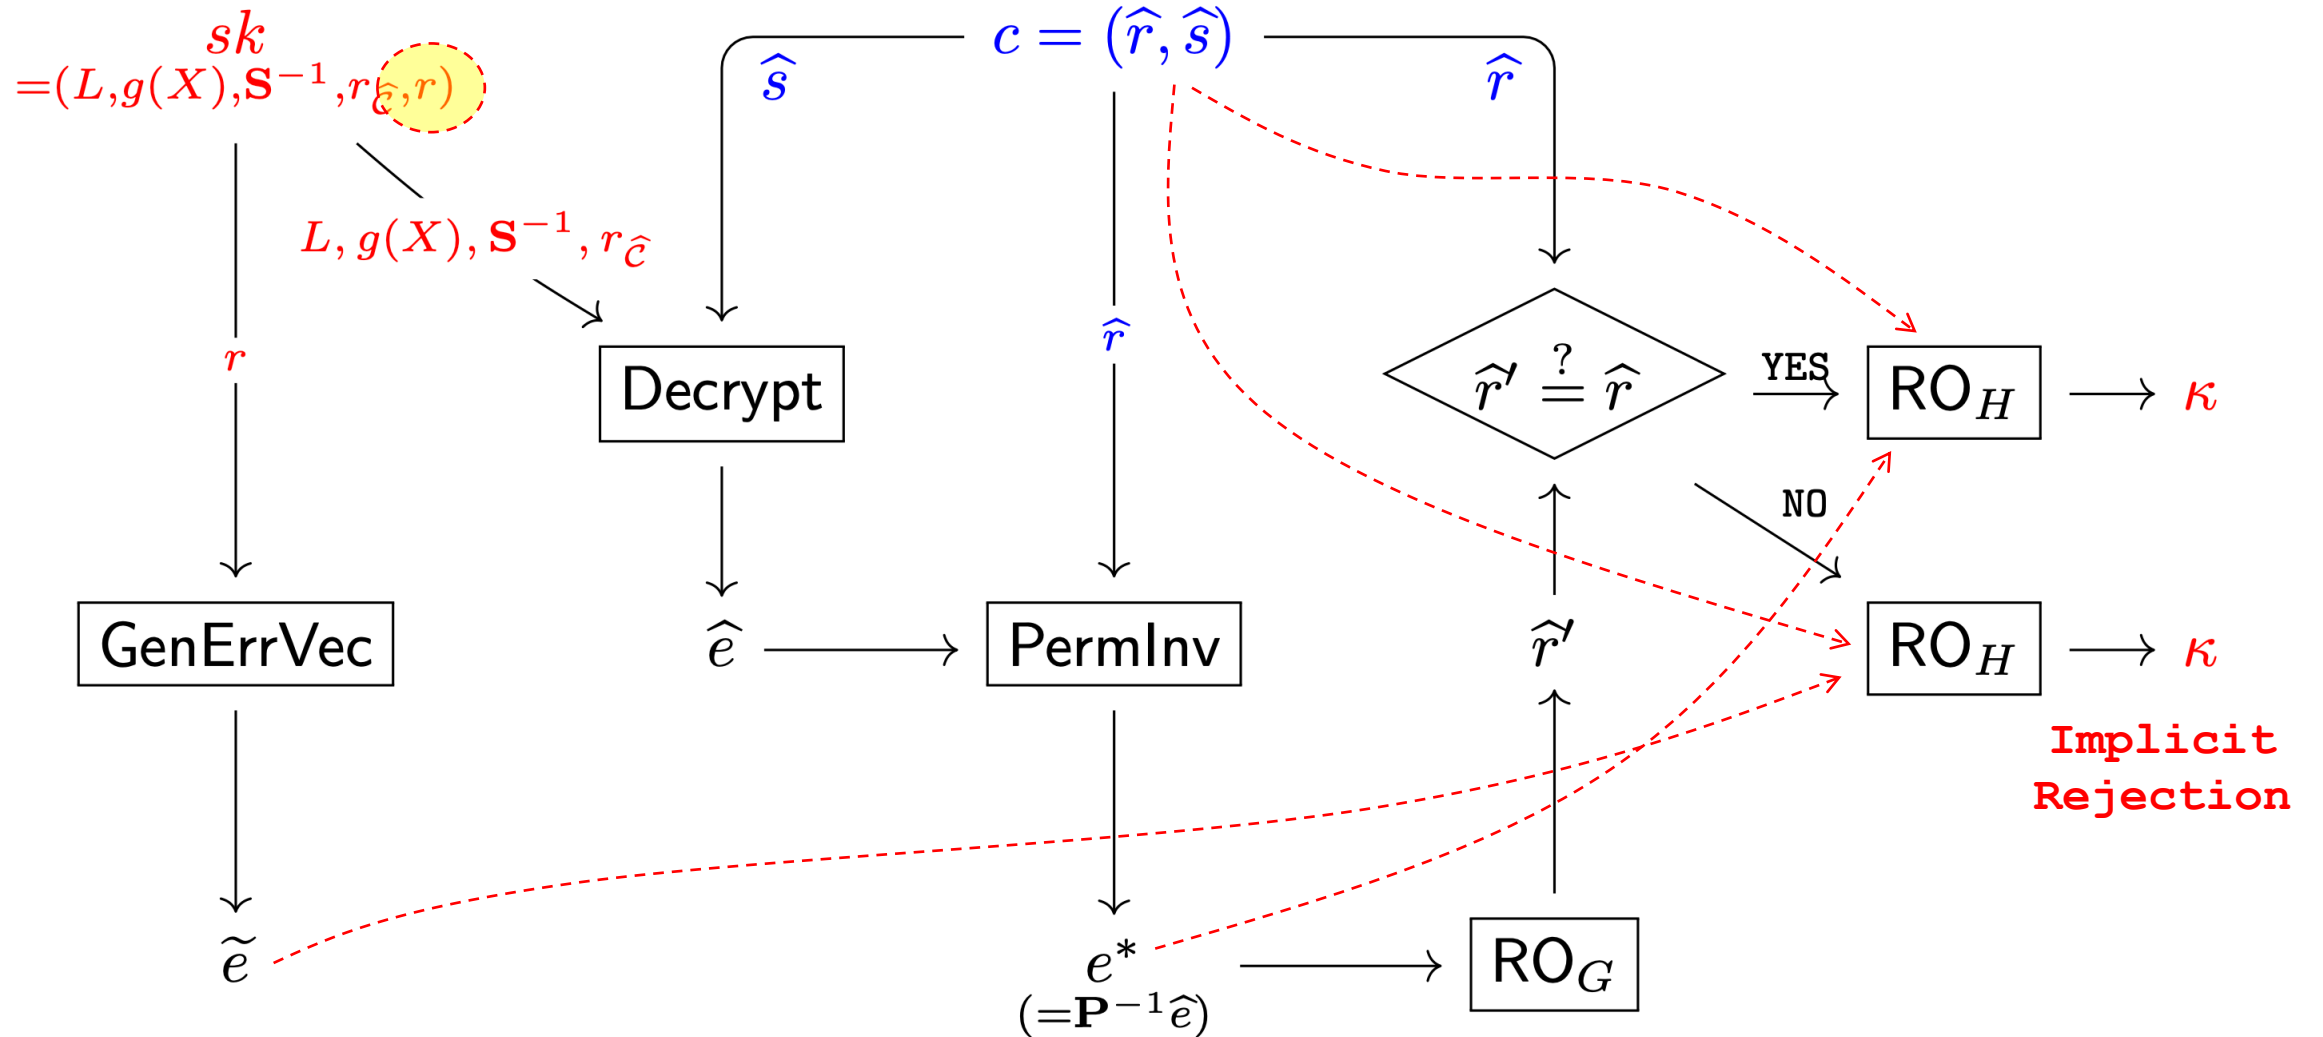 sk
=(L,g(X),𝐒⁻¹,r_ĉ,r)
c = (r̂, ŝ)
ŝ
r̂
L, g(X), 𝐒⁻¹, r_ĉ
r
r̂
Decrypt
r̂′ ≟ r̂
YES
RO_H
κ
NO
GenErrVec
ê
PermInv
r̂′
RO_H
κ
Implicit
Rejection
ẽ
e*
(=𝐏⁻¹ê)
RO_G